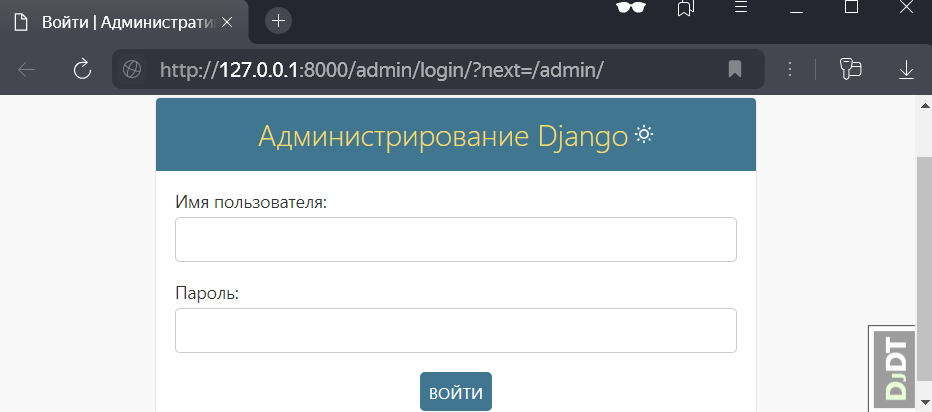 Войти | Администрати
http://127.0.0.1:8000/admin/login/?next=/admin/
Администрирование Django
Имя пользователя:
Пароль:
ВОЙТИ
DJDT